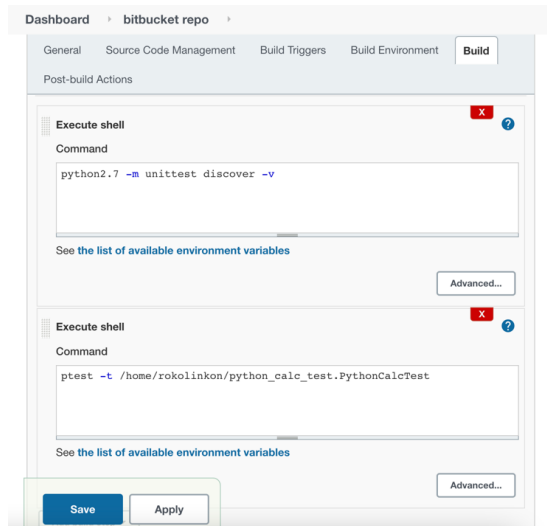 Dashboard bitbucket repo
General Source Code Management Build Triggers Build Environment Build
Post-build Actions
X
Execute shell
?
Command
python2.7 -m unittest discover -v
See the list of available environment variables
Advanced...
X
Execute shell
?
Command
ptest -t /home/rokolinkon/python_calc_test.PythonCalcTest
See the list of available environment variables
Advanced...
Save Apply